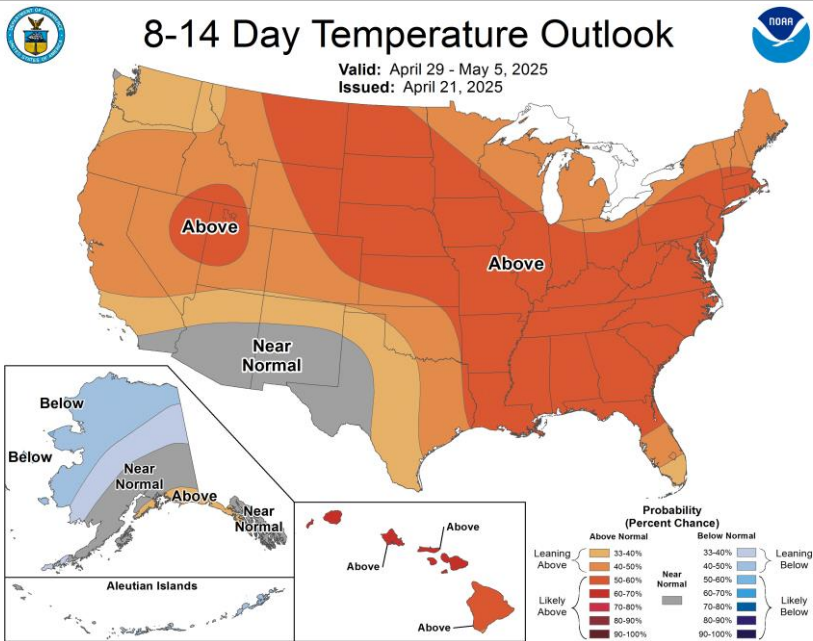 8-14 Day Temperature Outlook
Valid: April 29 - May 5, 2025
Issued: April 21, 2025
NOAA
Above
Above
Near
Normal
Below
Below
Near
Normal
Above
Near
Normal
Aleutian Islands
Above
Above
Above
Probability
(Percent Chance)
Above Normal
Below Normal
Leaning
Above
33-40%
40-50%
Likely
Above
50-60%
60-70%
70-80%
80-90%
90-100%
Near
Normal
33-40%
40-50%
Leaning
Below
50-60%
60-70%
70-80%
80-90%
90-100%
Likely
Below